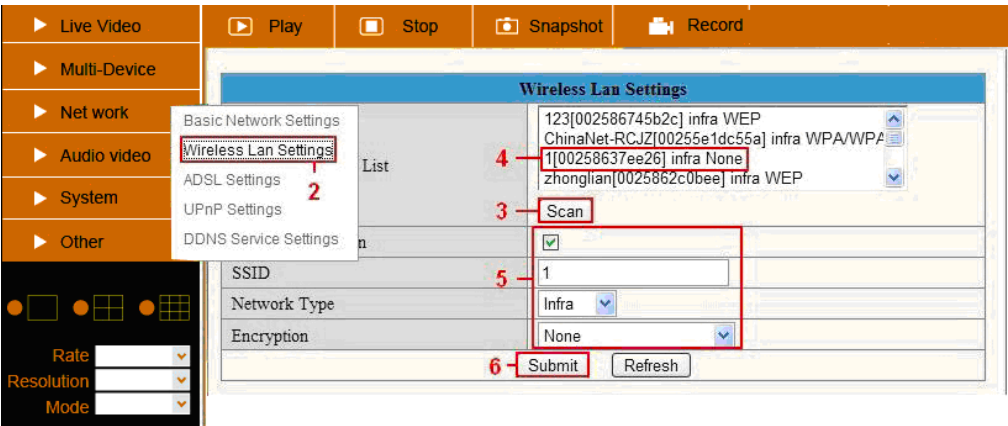 Live Video
Play
Stop
Snapshot
Record
Multi-Device
Net work
Audio video
System
Other
Basic Network Settings
Wireless Lan Settings
2
ADSL Settings
UPnP Settings
DDNS Service Settings
Wireless Lan Settings
List
123[002586745b2c] infra WEP
ChinaNet-RCJZ[00255e1dc55a] infra WPA/WPA
4
1[00258637ee26] infra None
zhonglian[0025862c0bee] infra WEP
3
Scan
n
5
SSID
1
Network Type
Infra
Encryption
None
6
Submit
Refresh
Rate
Resolution
Mode